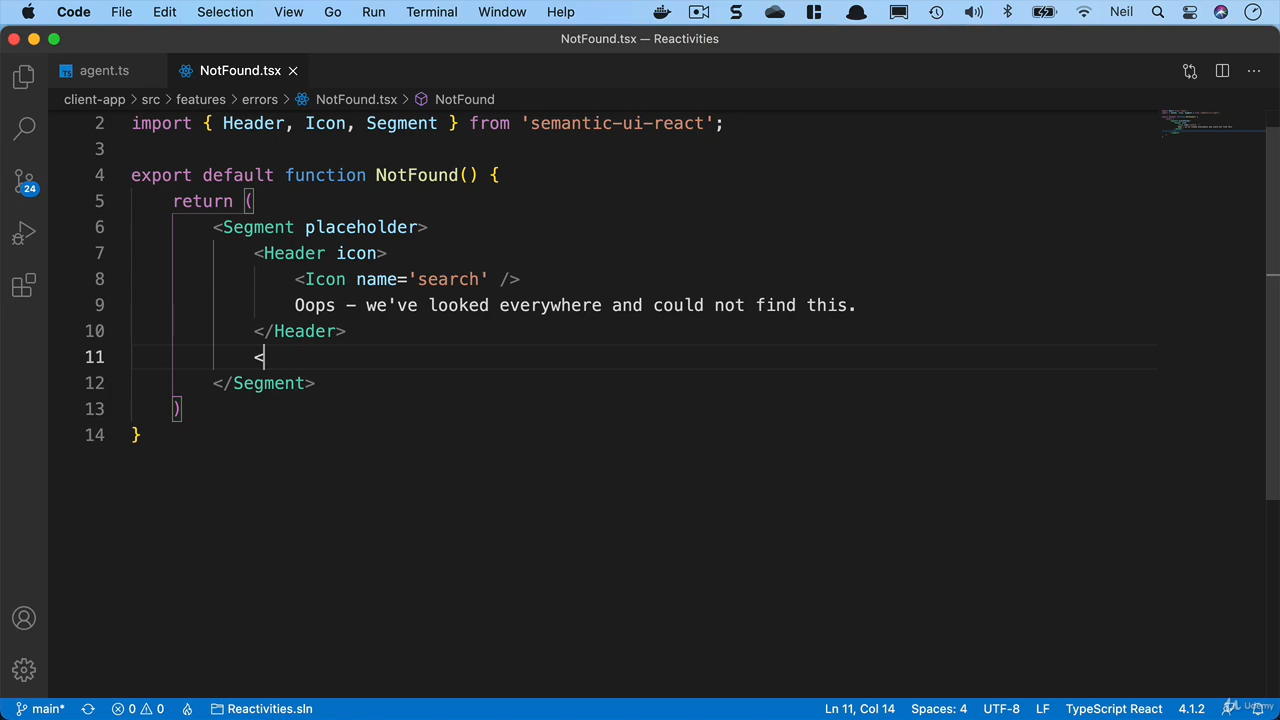 Code File Edit Selection View Go Run Terminal Window Help Neil
NotFound.tsx — Reactivities
agent.ts NotFound.tsx
client-app > src > features > errors > NotFound.tsx > NotFound
2 import { Header, Icon, Segment } from 'semantic-ui-react';
3
4 export default function NotFound() {
5 return (
6 <Segment placeholder>
7 <Header icon>
8 <Icon name='search' />
9 Oops – we've looked everywhere and could not find this.
10 </Header>
11 <
12 </Segment>
13 )
14 }
24
main* 0 0 Reactivities.sln Ln 11, Col 14 Spaces: 4 UTF-8 LF TypeScript React 4.1.2
Udemy